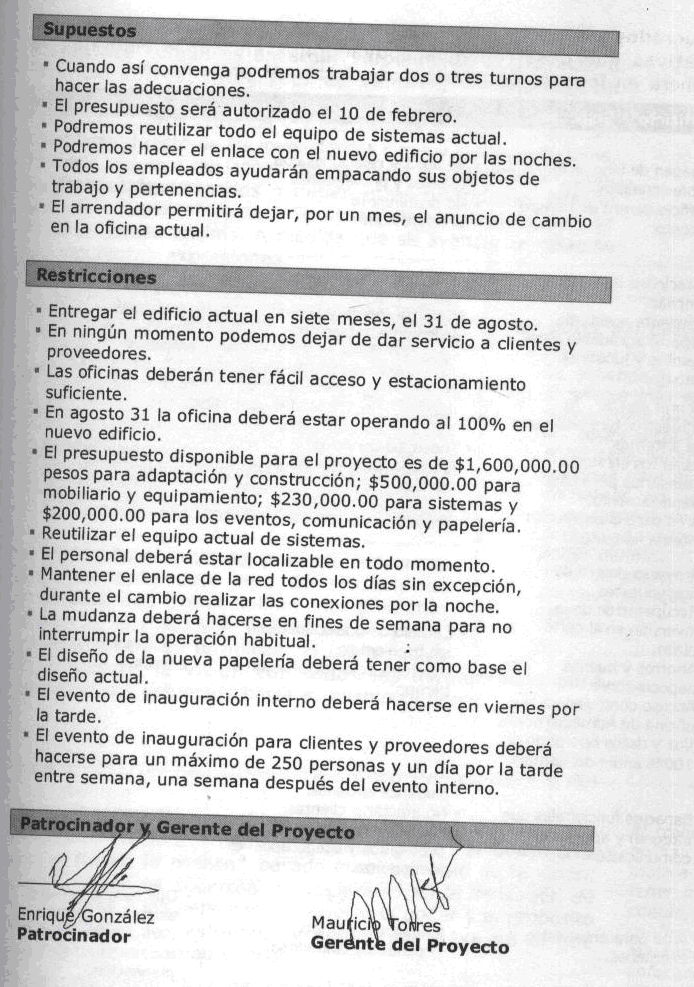 Supuestos
▪ Cuando así convenga podremos trabajar dos o tres turnos para
hacer las adecuaciones.
▪ El presupuesto será autorizado el 10 de febrero.
▪ Podremos reutilizar todo el equipo de sistemas actual.
▪ Podremos hacer el enlace con el nuevo edificio por las noches.
▪ Todos los empleados ayudarán empacando sus objetos de
trabajo y pertenencias.
▪ El arrendador permitirá dejar, por un mes, el anuncio de cambio
en la oficina actual.
Restricciones
▪ Entregar el edificio actual en siete meses, el 31 de agosto.
▪ En ningún momento podemos dejar de dar servicio a clientes y
proveedores.
▪ Las oficinas deberán tener fácil acceso y estacionamiento
suficiente.
▪ En agosto 31 la oficina deberá estar operando al 100% en el
nuevo edificio.
▪ El presupuesto disponible para el proyecto es de $1,600,000.00
pesos para adaptación y construcción; $500,000.00 para
mobiliario y equipamiento; $230,000.00 para sistemas y
$200,000.00 para los eventos, comunicación y papelería.
▪ Reutilizar el equipo actual de sistemas.
▪ El personal deberá estar localizable en todo momento.
▪ Mantener el enlace de la red todos los días sin excepción,
durante el cambio realizar las conexiones por la noche.
▪ La mudanza deberá hacerse en fines de semana para no
interrumpir la operación habitual.
▪ El diseño de la nueva papelería deberá tener como base el
diseño actual.
▪ El evento de inauguración interno deberá hacerse en viernes por
la tarde.
▪ El evento de inauguración para clientes y proveedores deberá
hacerse para un máximo de 250 personas y un día por la tarde
entre semana, una semana después del evento interno.
Patrocinador y Gerente del Proyecto
Enrique González
Patrocinador
Mauricio Torres
Gerente del Proyecto